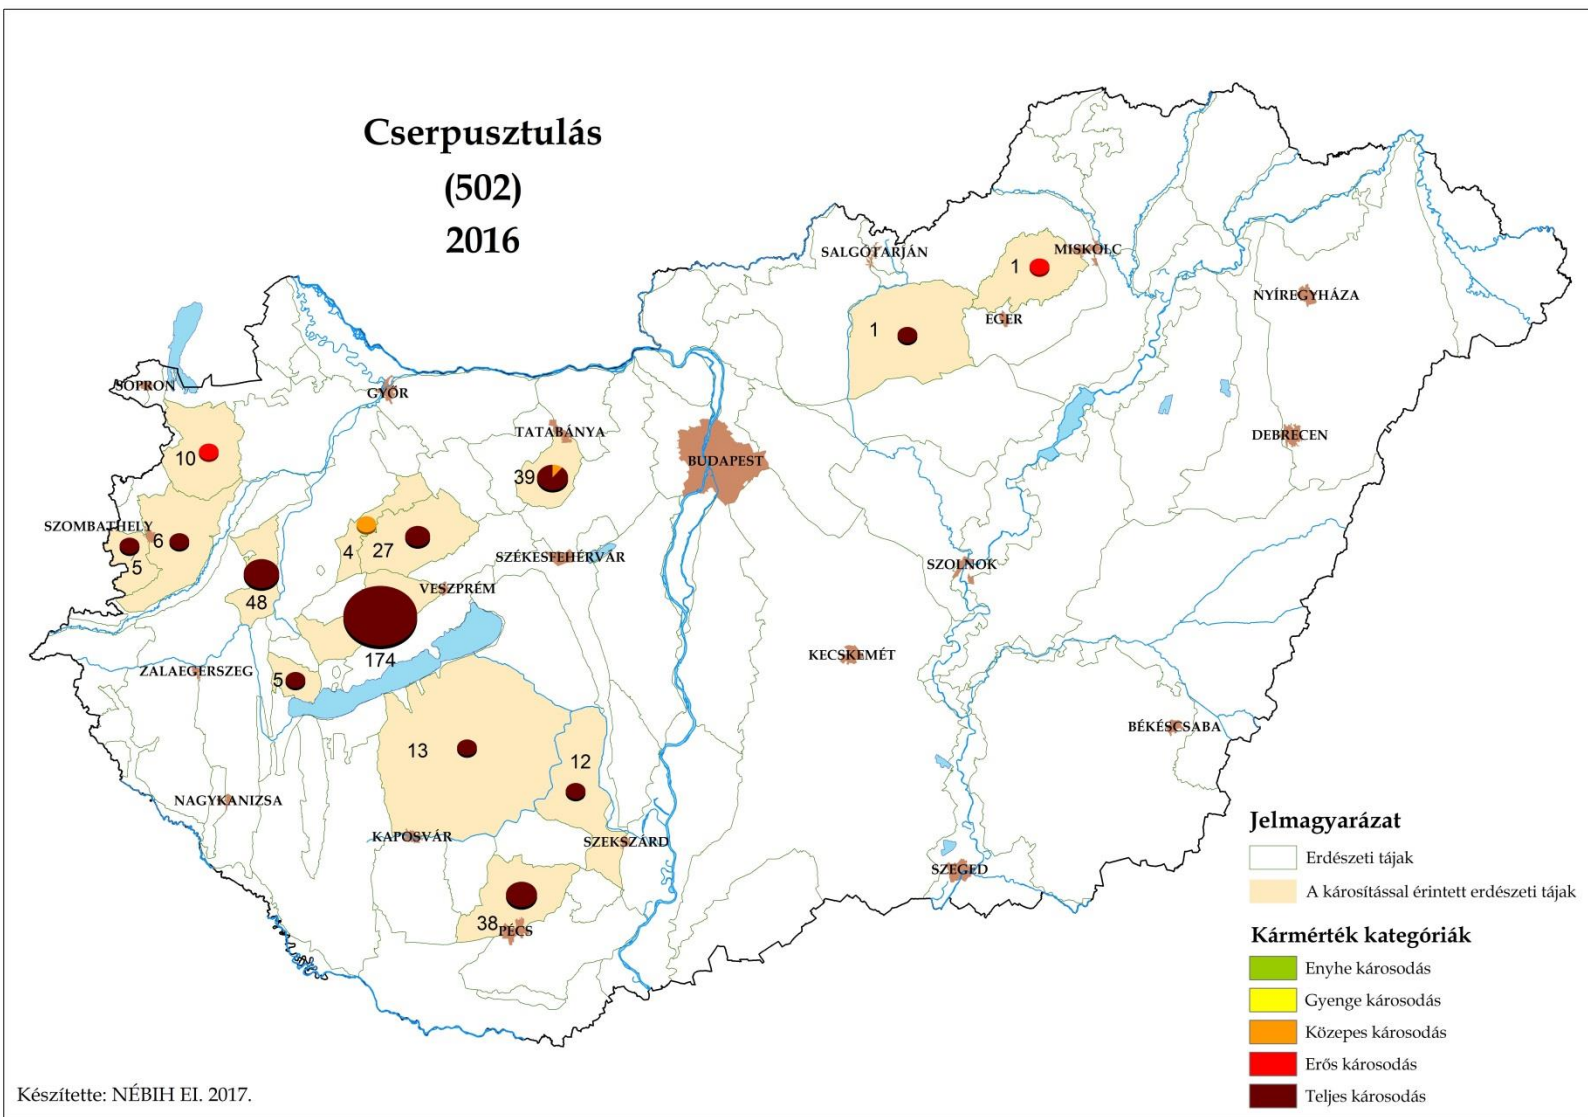 Cserpusztulás
(502)
2016
SALGÓTARJÁN
MISKOLC
1
NYÍREGYHÁZA
EGER
1
SOPRON
GYŐR
TATABÁNYA
DEBRECEN
10
BUDAPEST
39
SZOMBATHELY
6
5
4
27
SZÉKESFEHÉRVÁR
SZOLNOK
VESZPRÉM
48
174
KECSKEMÉT
ZALAEGERSZEG
5
BÉKÉSCSABA
13
12
NAGYKANIZSA
KAPOSVÁR
SZEKSZÁRD
SZEGED
38
PÉCS
Jelmagyarázat
Erdészeti tájak
A károsítással érintett erdészeti tájak
Kármérték kategóriák
Enyhe károsodás
Gyenge károsodás
Közepes károsodás
Erős károsodás
Teljes károsodás
Készítette: NÉBIH EI. 2017.